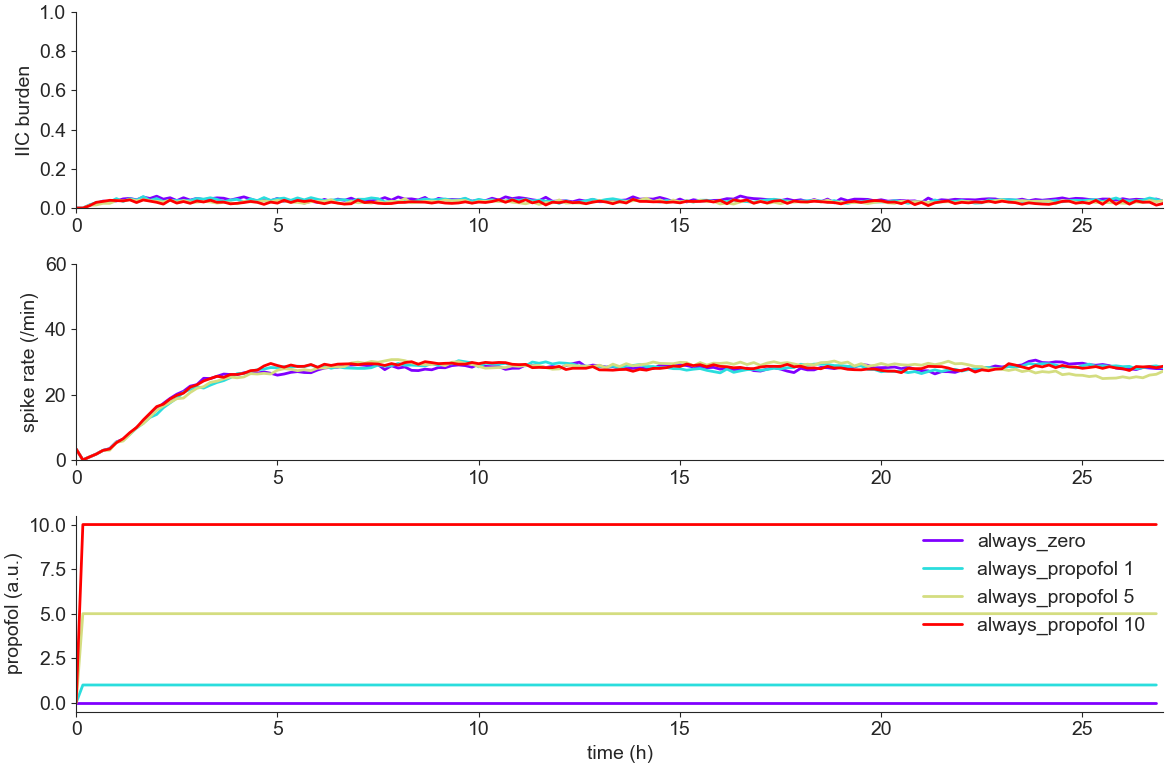 1.0
0.8
0.6
0.4
0.2
0.0
IIC burden
0 5 10 15 20 25
60
40
20
0
spike rate (/min)
0 5 10 15 20 25
10.0
7.5
5.0
2.5
0.0
propofol (a.u.)
always_zero
always_propofol 1
always_propofol 5
always_propofol 10
0 5 10 15 20 25
time (h)